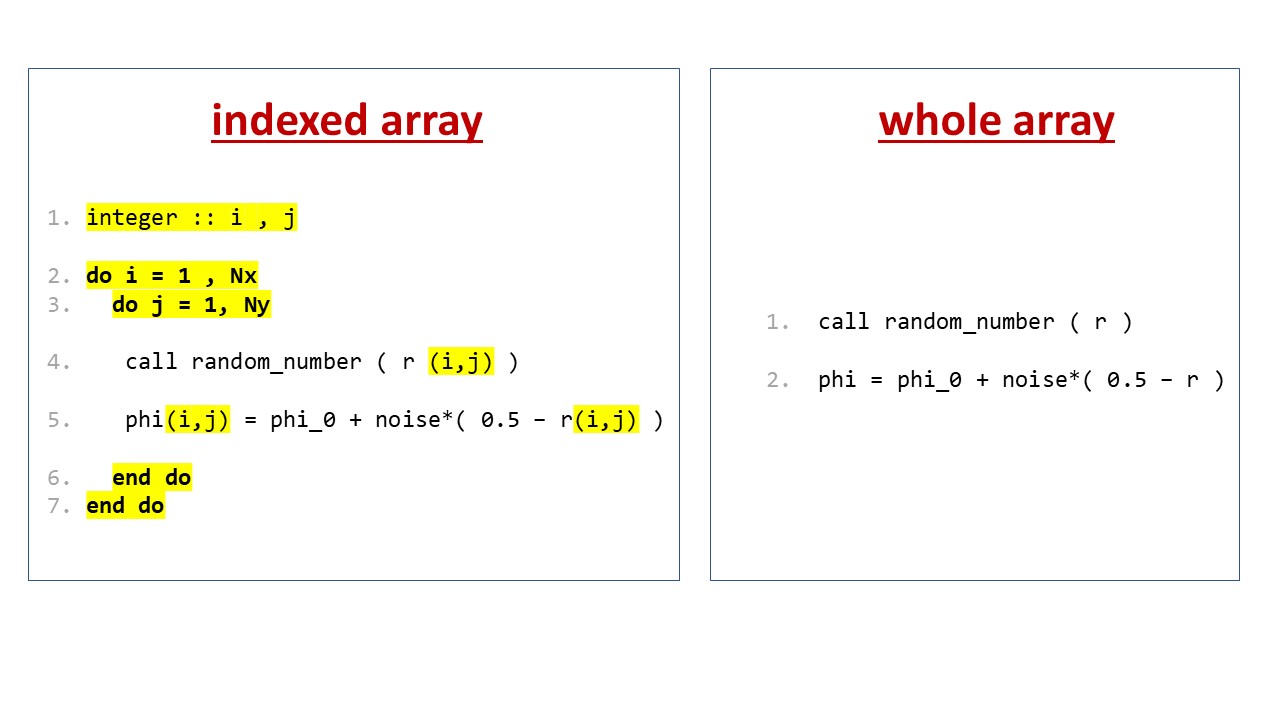 indexed array
1. integer :: i , j
2. do i = 1 , Nx
3.   do j = 1, Ny
4.    call random_number ( r (i,j) )
5.    phi(i,j) = phi_0 + noise*( 0.5 – r(i,j) )
6.   end do
7. end do
whole array
1.  call random_number ( r )
2.  phi = phi_0 + noise*( 0.5 – r )